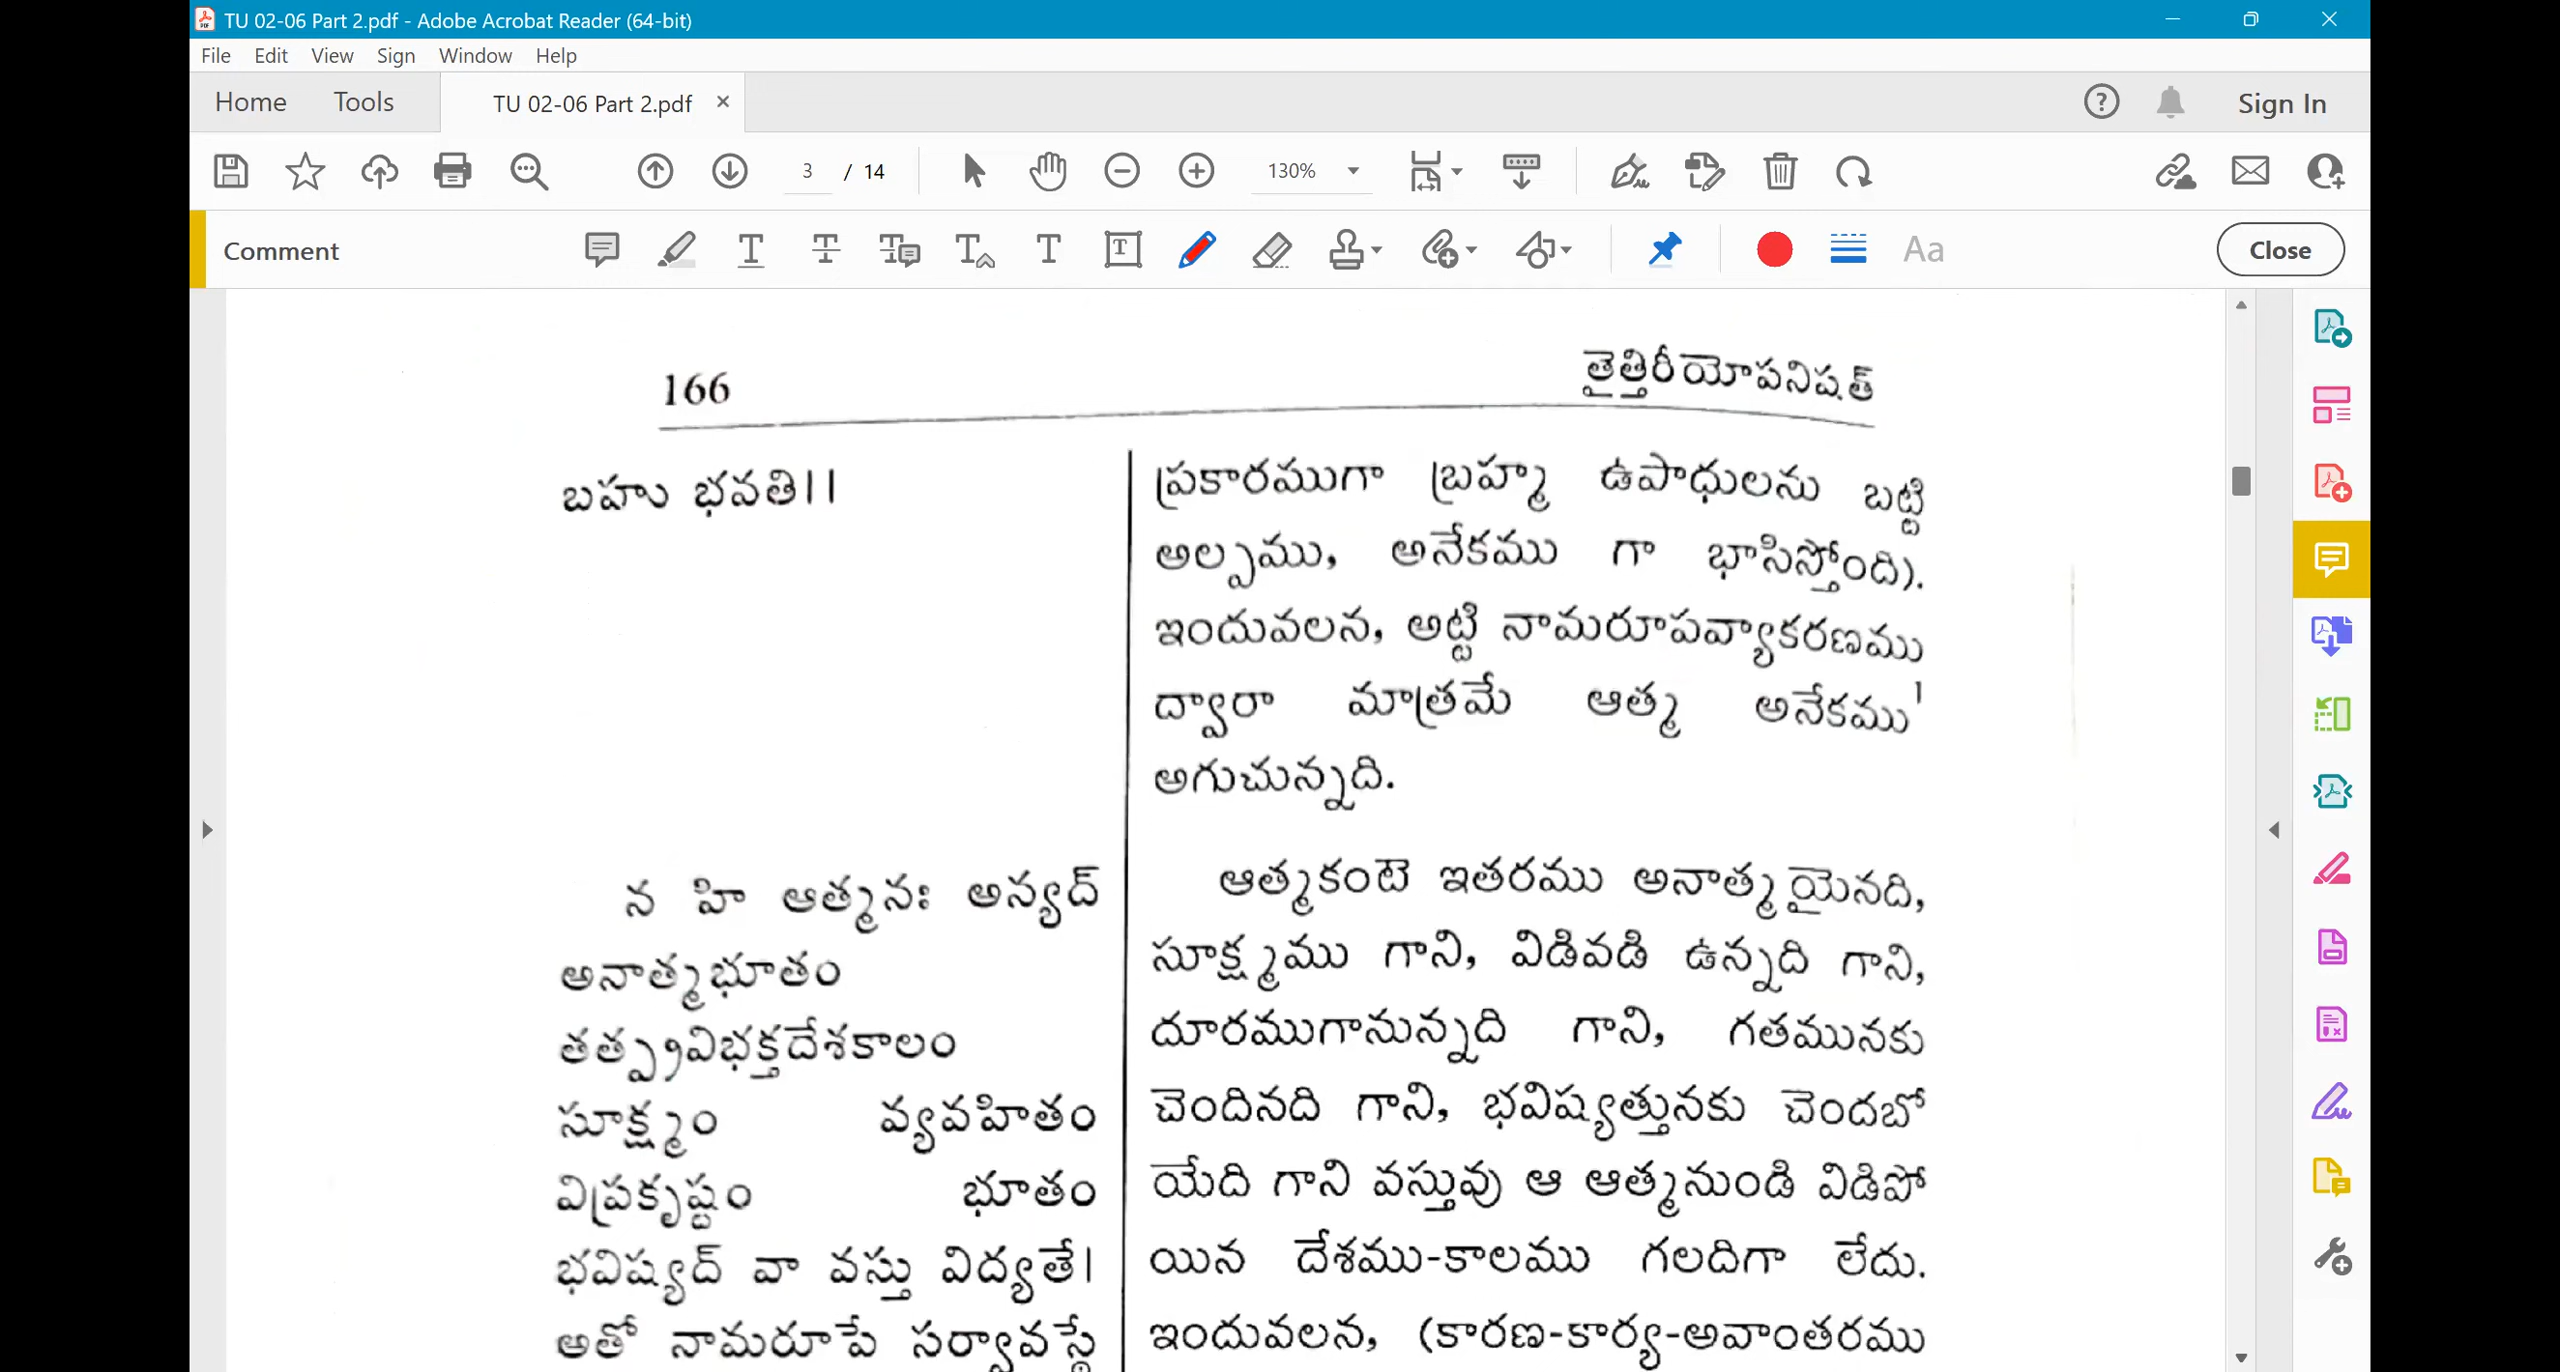 TU 02-06 Part 2.pdf - Adobe Acrobat Reader (64-bit)
File Edit View Sign Window Help
Home Tools TU 02-06 Part 2.pdf × Sign In
3 / 14 130%
Comment Aa Close
166 తైత్తిరీయోపనిషత్
బహు భవతి।।
న హి ఆత్మనః అన్యద్
అనాత్మభూతం
తత్ప్రవిభక్తదేశకాలం
సూక్ష్మం వ్యవహితం
విప్రకృష్టం భూతం
భవిష్యద్ వా వస్తు విద్యతే।
అతో నామరూపే సర్వావస్థే
ప్రకారముగా బ్రహ్మ ఉపాధులను బట్టి
అల్పము, అనేకము గా భాసిస్తోంది).
ఇందువలన, అట్టి నామరూపవ్యాకరణము
ద్వారా మాత్రమే ఆత్మ అనేకము¹
అగుచున్నది.
ఆత్మకంటె ఇతరము అనాత్మయైనది,
సూక్ష్మము గాని, విడివడి ఉన్నది గాని,
దూరముగానున్నది గాని, గతమునకు
చెందినది గాని, భవిష్యత్తునకు చెందబో
యేది గాని వస్తువు ఆ ఆత్మనుండి విడిపో
యిన దేశము-కాలము గలదిగా లేదు.
ఇందువలన, (కారణ-కార్య-అవాంతరము